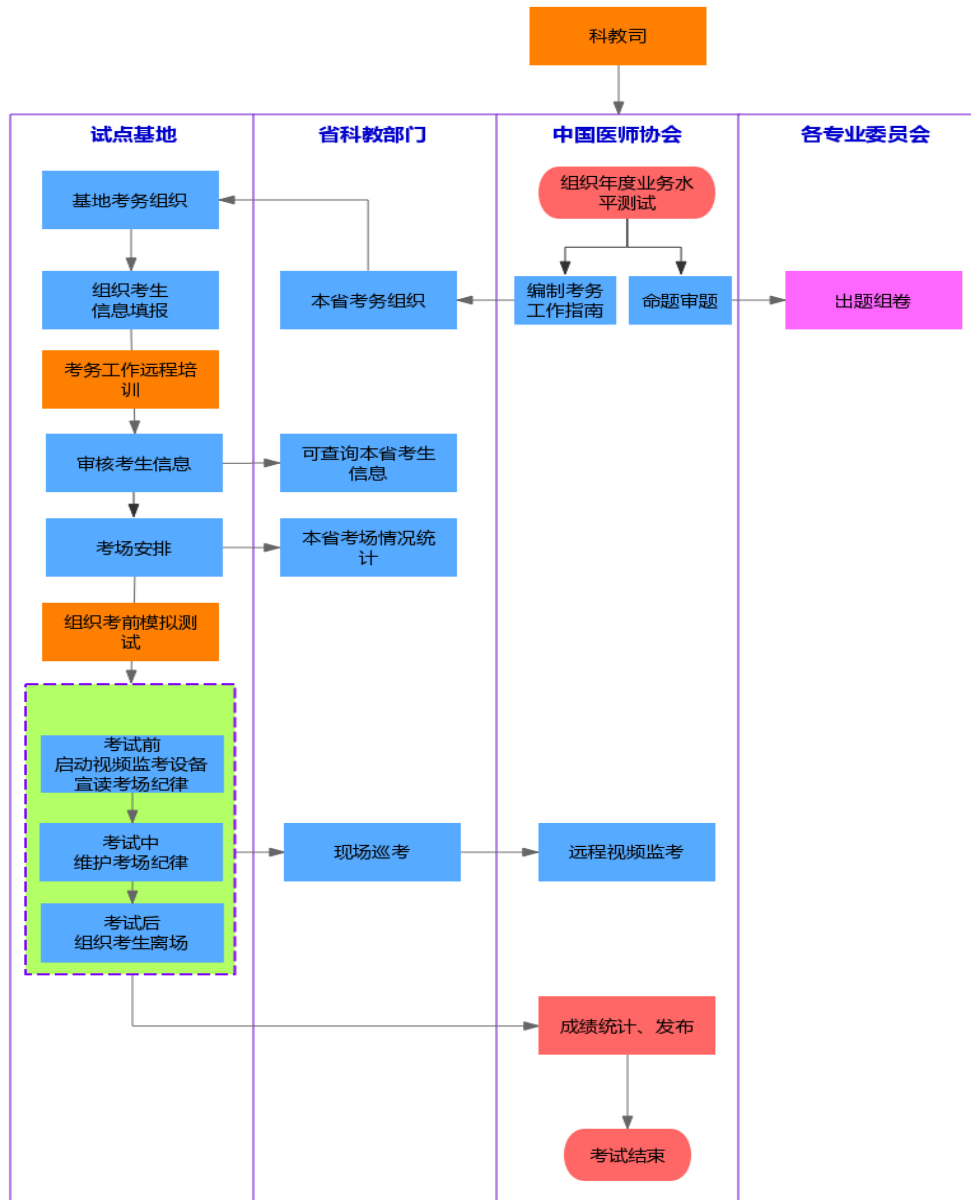 科教司
试点基地
省科教部门
中国医师协会
各专业委员会
组织年度业务水
平测试
基地考务组织
组织考生
信息填报
本省考务组织
编制考务
工作指南
命题审题
出题组卷
考务工作远程培
训
审核考生信息
可查询本省考生
信息
考场安排
本省考场情况统
计
组织考前模拟测
试
考试前
启动视频监考设备
宣读考场纪律
考试中
维护考场纪律
现场巡考
远程视频监考
考试后
组织考生离场
成绩统计、发布
考试结束